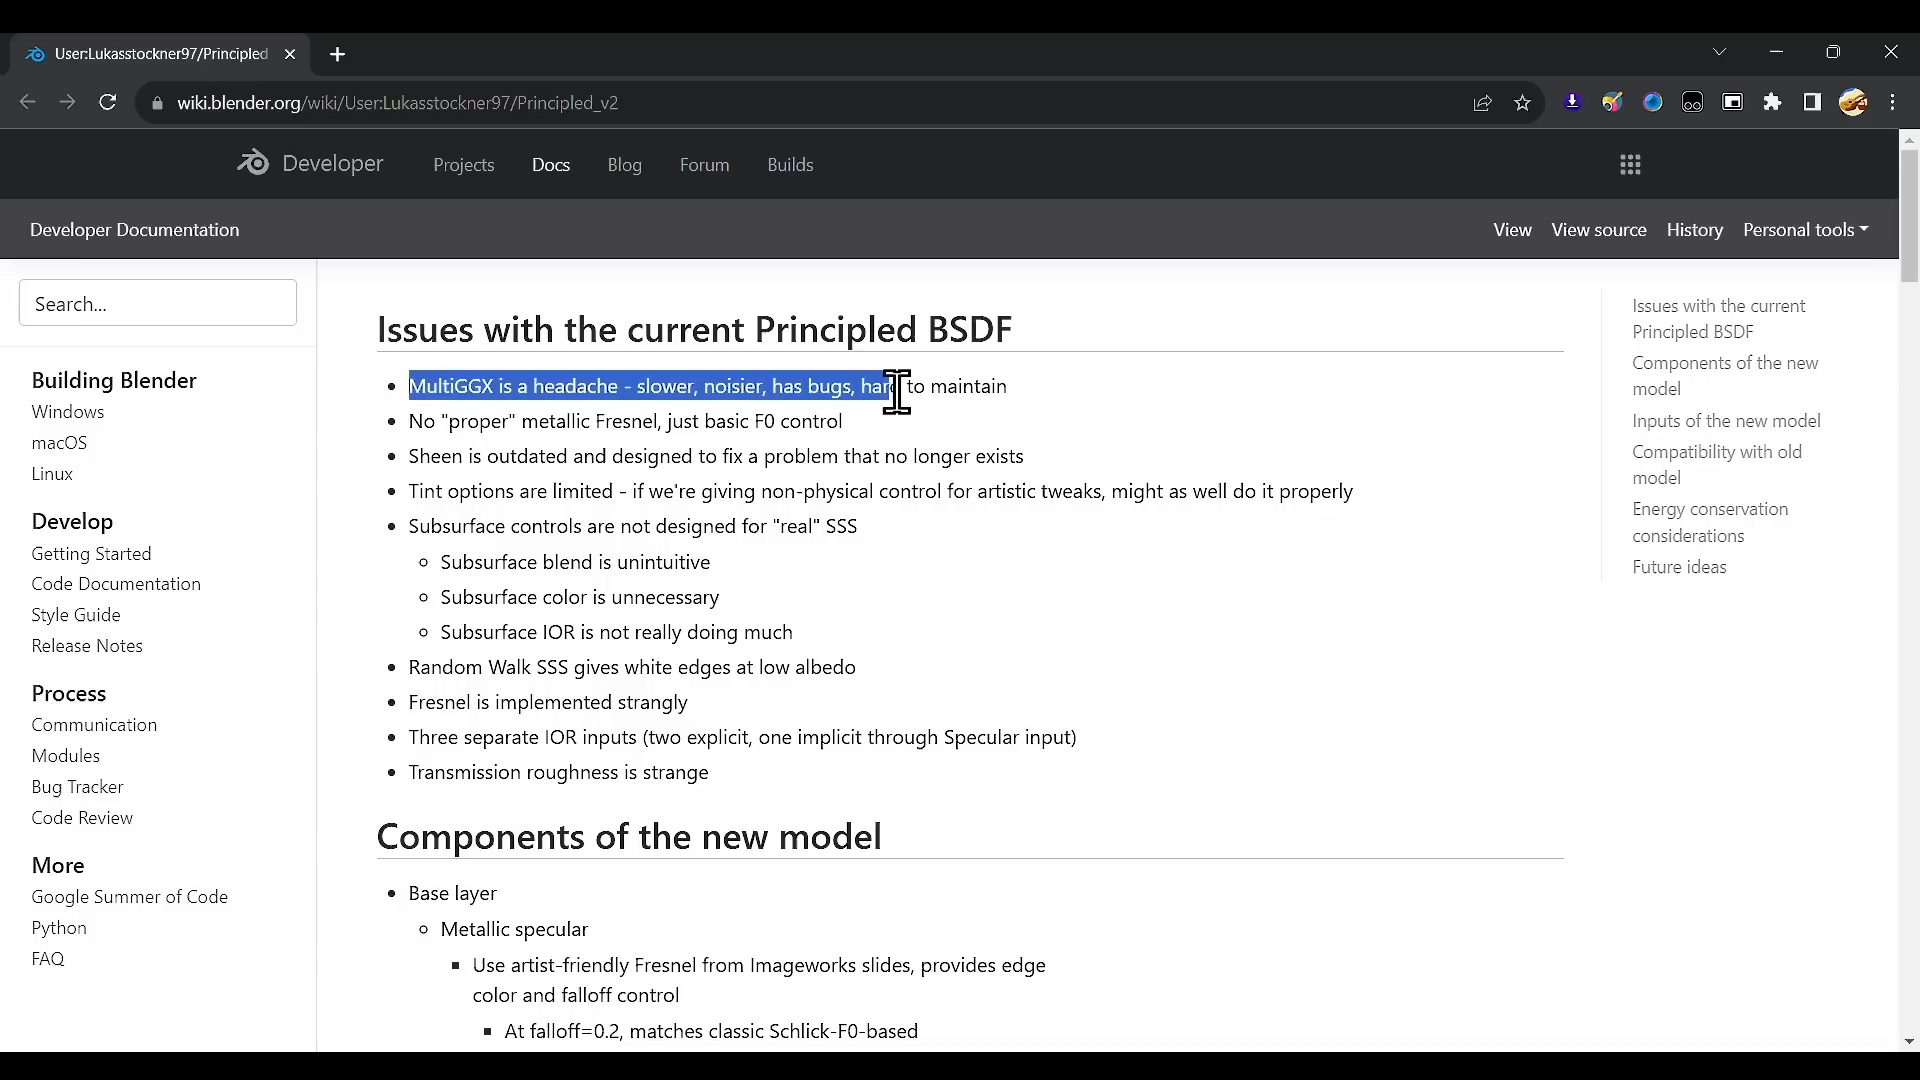 User:Lukasstockner97/Principled
wiki.blender.org/wiki/User:Lukasstockner97/Principled_v2
Developer Projects Docs Blog Forum Builds
Developer Documentation View View source History Personal tools
Search...
Building Blender
Windows
macOS
Linux
Develop
Getting Started
Code Documentation
Style Guide
Release Notes
Process
Communication
Modules
Bug Tracker
Code Review
More
Google Summer of Code
Python
FAQ
Issues with the current Principled BSDF
• MultiGGX is a headache - slower, noisier, has bugs, hard to maintain
• No "proper" metallic Fresnel, just basic F0 control
• Sheen is outdated and designed to fix a problem that no longer exists
• Tint options are limited - if we're giving non-physical control for artistic tweaks, might as well do it properly
• Subsurface controls are not designed for "real" SSS
○ Subsurface blend is unintuitive
○ Subsurface color is unnecessary
○ Subsurface IOR is not really doing much
• Random Walk SSS gives white edges at low albedo
• Fresnel is implemented strangly
• Three separate IOR inputs (two explicit, one implicit through Specular input)
• Transmission roughness is strange
Components of the new model
• Base layer
○ Metallic specular
▪ Use artist-friendly Fresnel from Imageworks slides, provides edge
color and falloff control
▪ At falloff=0.2, matches classic Schlick-F0-based
Issues with the current
Principled BSDF
Components of the new
model
Inputs of the new model
Compatibility with old
model
Energy conservation
considerations
Future ideas